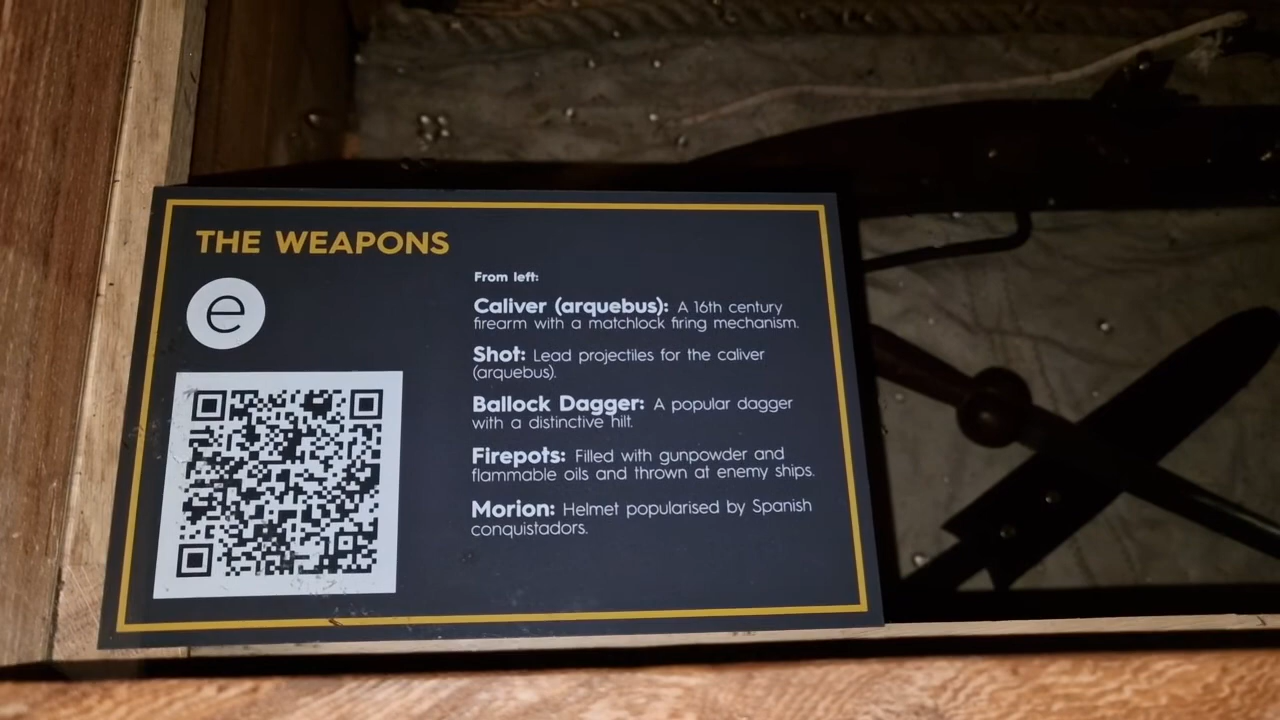 THE WEAPONS
e
From left:
Caliver (arquebus): A 16th century
firearm with a matchlock firing mechanism.
Shot: Lead projectiles for the caliver
(arquebus).
Ballock Dagger: A popular dagger
with a distinctive hilt.
Firepots: Filled with gunpowder and
flammable oils and thrown at enemy ships.
Morion: Helmet popularised by Spanish
conquistadors.